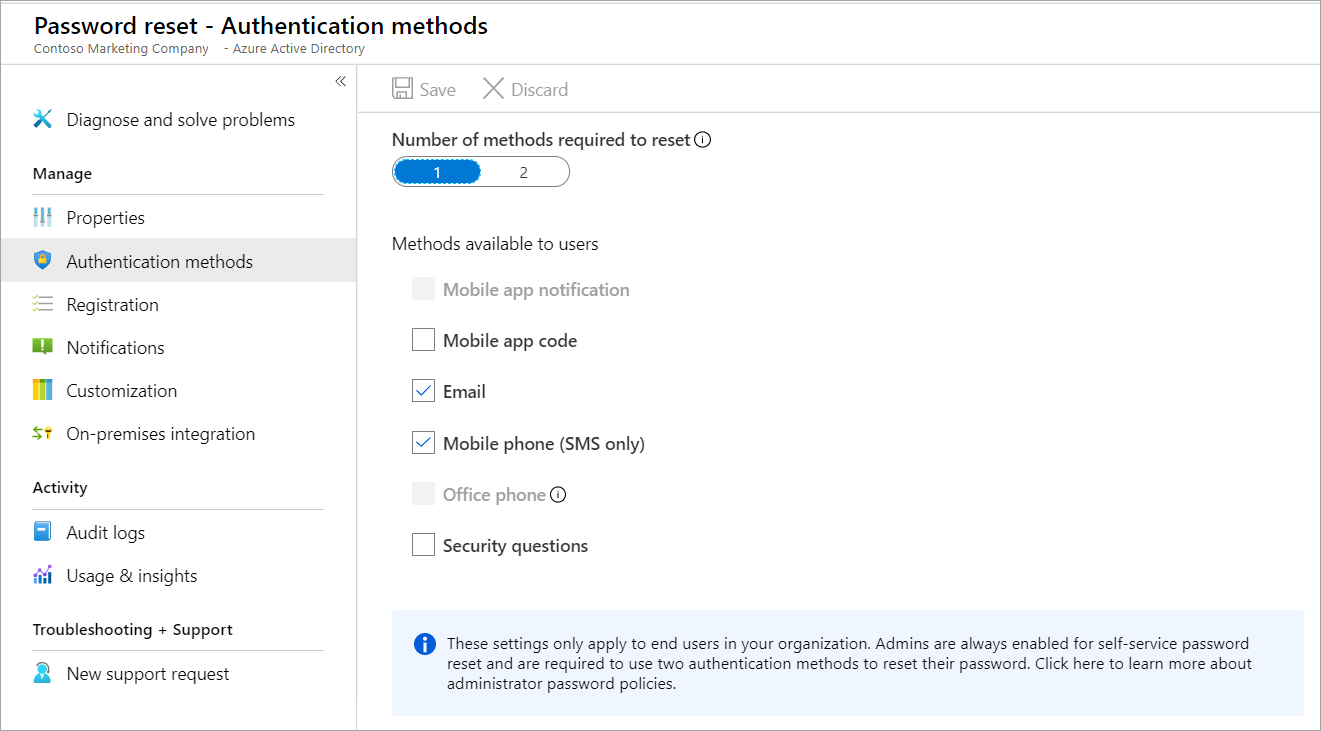 Password reset - Authentication methods
Contoso Marketing Company - Azure Active Directory
Diagnose and solve problems
Manage
Properties
Authentication methods
Registration
Notifications
Customization
On-premises integration
Activity
Audit logs
Usage & insights
Troubleshooting + Support
New support request
Save Discard
Number of methods required to reset
1 2
Methods available to users
Mobile app notification
Mobile app code
Email
Mobile phone (SMS only)
Office phone
Security questions
These settings only apply to end users in your organization. Admins are always enabled for self-service password
reset and are required to use two authentication methods to reset their password. Click here to learn more about
administrator password policies.